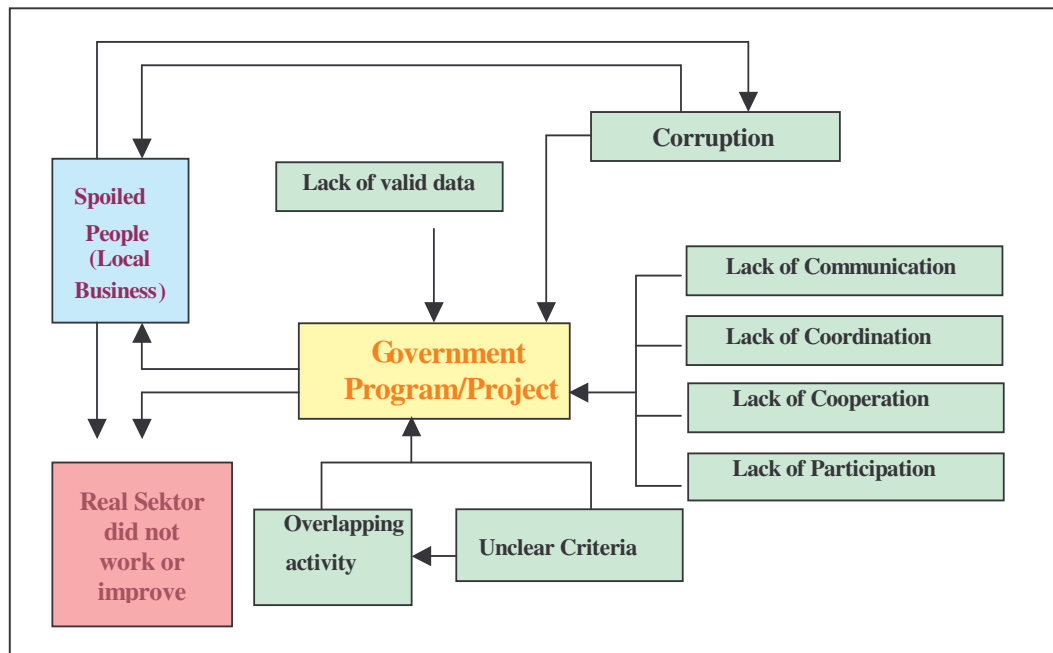 Corruption
Lack of valid data
Spoiled
People
(Local
Business)
Lack of Communication
Lack of Coordination
Lack of Cooperation
Lack of Participation
Government
Program/Project
Real Sektor
did not
work or
improve
Overlapping
activity
Unclear Criteria